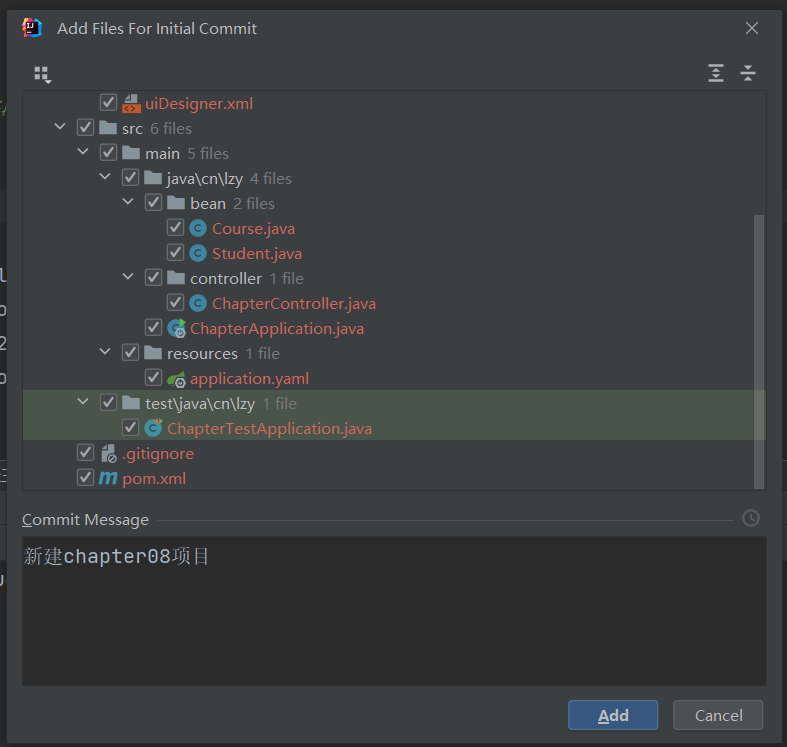 Add Files For Initial Commit
uiDesigner.xml
src 6 files
main 5 files
java\cn\lzy 4 files
bean 2 files
Course.java
Student.java
controller 1 file
ChapterController.java
ChapterApplication.java
resources 1 file
application.yaml
test\java\cn\lzy 1 file
ChapterTestApplication.java
.gitignore
pom.xml
Commit Message
新建chapter08项目
Add
Cancel